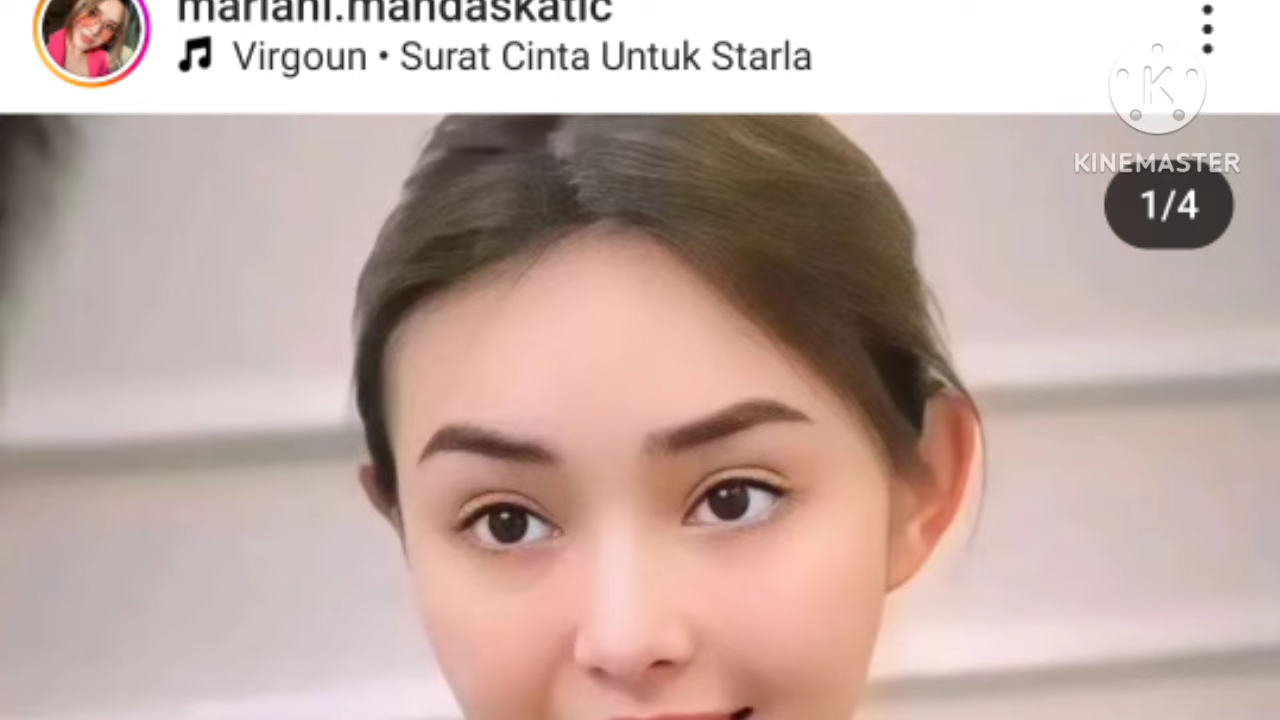 mariani.mandaskatic
Virgoun • Surat Cinta Untuk Starla
K
KINEMASTER
1/4